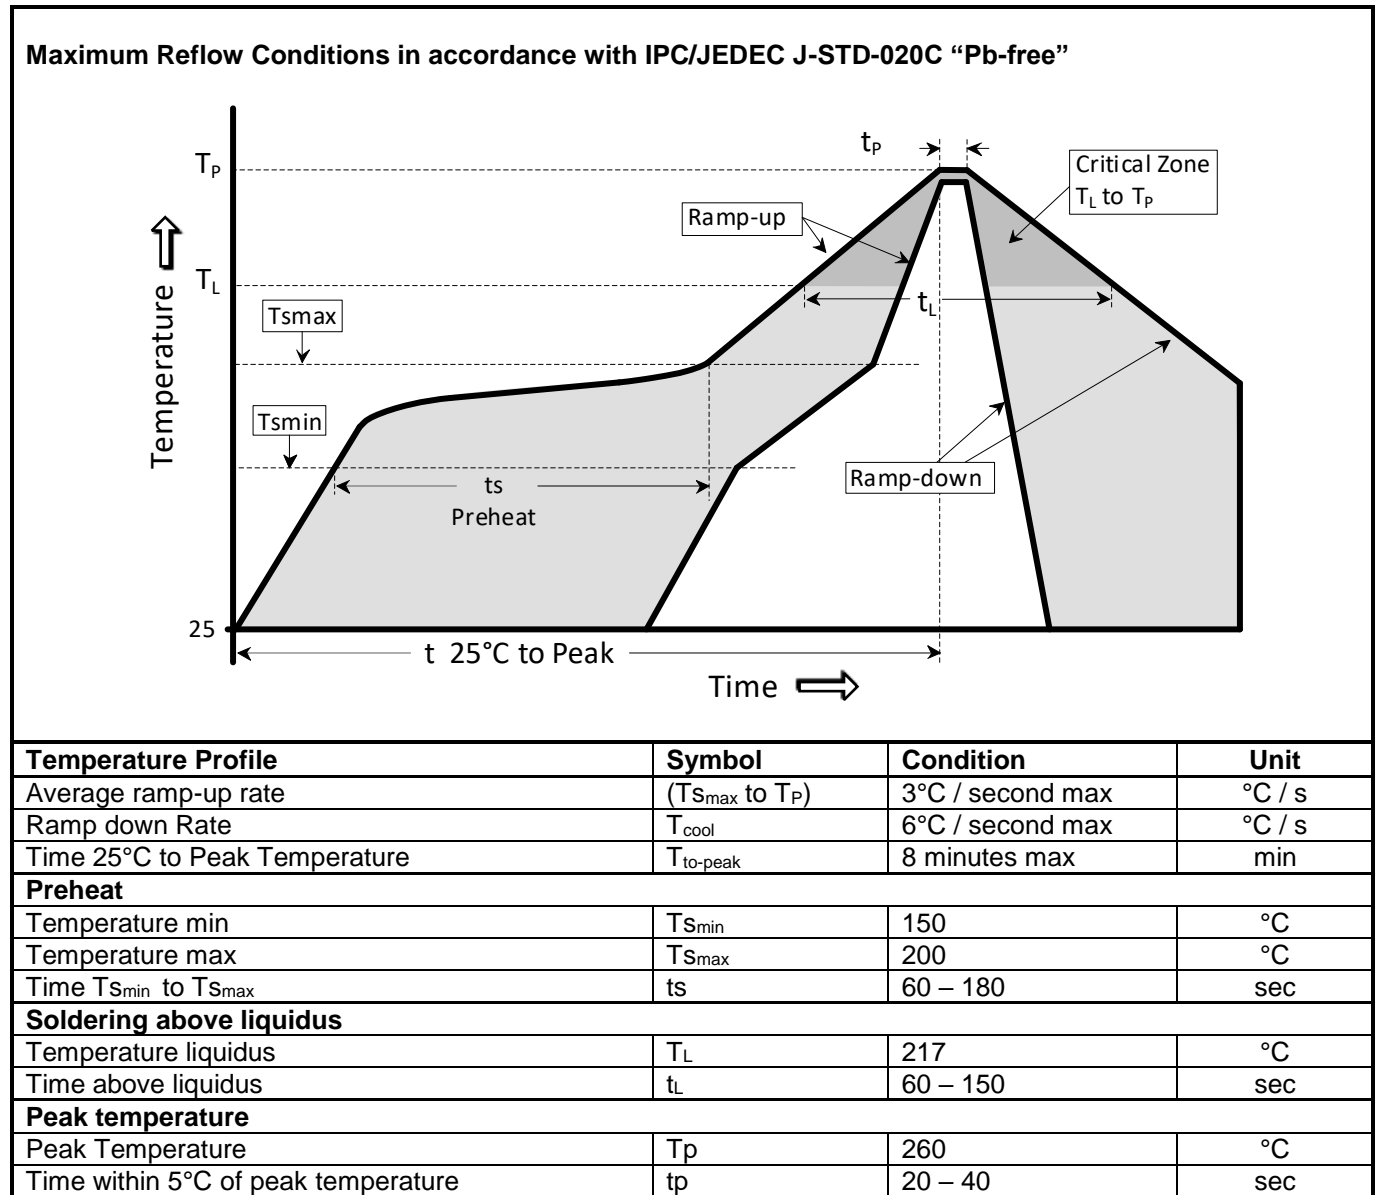 Maximum Reflow Conditions in accordance with IPC/JEDEC J-STD-020C “Pb-free”
tP
TP
Critical Zone
TL to TP
Ramp-up
TL
tL
Tsmax
Temperature
Tsmin
ts
Preheat
Ramp-down
25
t 25°C to Peak
Time
Temperature Profile Symbol Condition Unit
Average ramp-up rate (Tsmax to TP) 3°C / second max °C / s
Ramp down Rate Tcool 6°C / second max °C / s
Time 25°C to Peak Temperature Tto-peak 8 minutes max min
Preheat
Temperature min Tsmin 150 °C
Temperature max Tsmax 200 °C
Time Tsmin to Tsmax ts 60 – 180 sec
Soldering above liquidus
Temperature liquidus TL 217 °C
Time above liquidus tL 60 – 150 sec
Peak temperature
Peak Temperature Tp 260 °C
Time within 5°C of peak temperature tp 20 – 40 sec